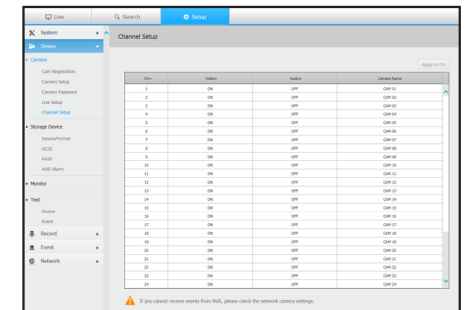 Live
Search
Setup
System
Device
Camera
Cam Registration
Camera Setup
Camera Password
Live Setup
Channel Setup
Storage Device
Device/Format
iSCSI
RAID
HDD Alarm
Monitor
Text
Device
Event
Record
Event
Network
Channel Setup
Apply to CH
CH Video Audio Camera Name
1 ON OFF CAM 01
2 ON OFF CAM 02
3 ON OFF CAM 03
4 ON OFF CAM 04
5 ON OFF CAM 05
6 ON OFF CAM 06
7 ON OFF CAM 07
8 ON OFF CAM 08
9 ON OFF CAM 09
10 ON OFF CAM 10
11 ON OFF CAM 11
12 ON OFF CAM 12
13 ON OFF CAM 13
14 ON OFF CAM 14
15 ON OFF CAM 15
16 ON OFF CAM 16
17 ON OFF CAM 17
18 ON OFF CAM 18
19 ON OFF CAM 19
20 ON OFF CAM 20
21 ON OFF CAM 21
22 ON OFF CAM 22
23 ON OFF CAM 23
24 ON OFF CAM 24
If you cannot receive events from NVR, please check the network camera settings.